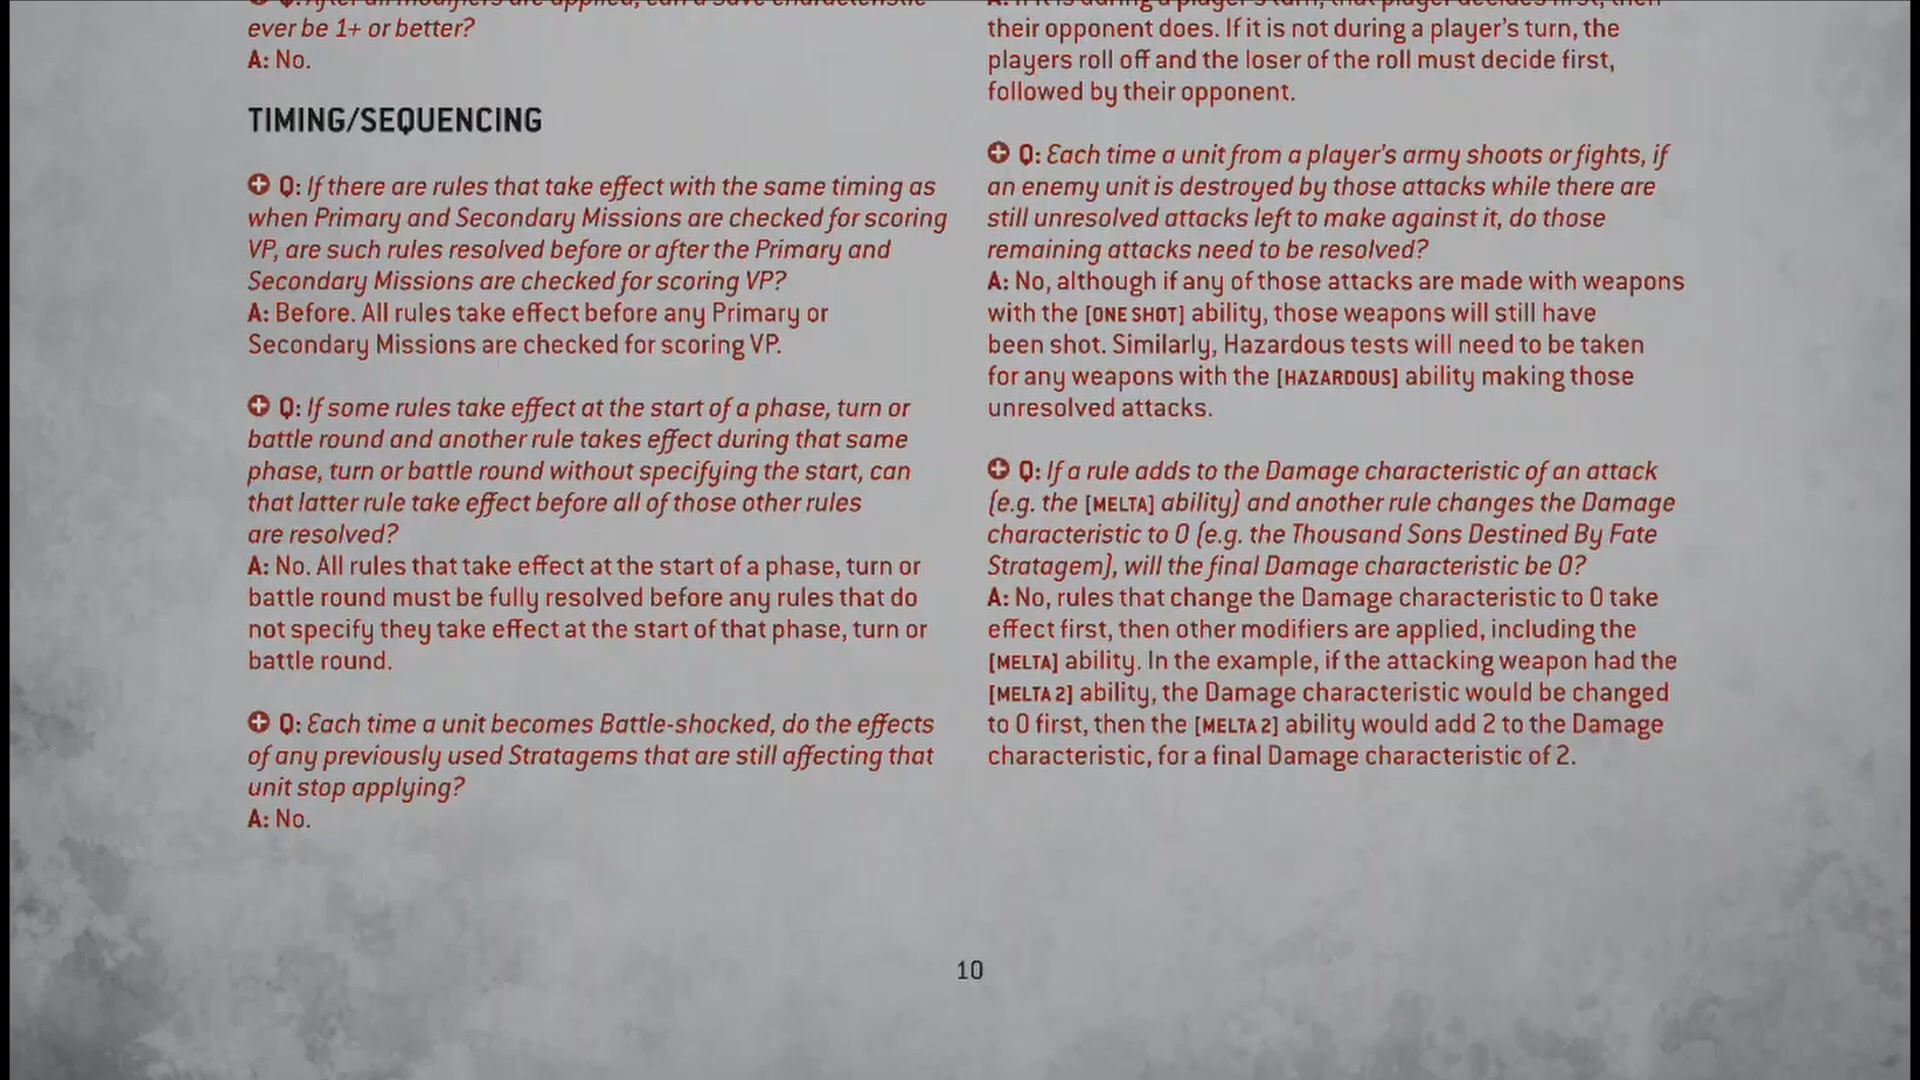 Q: After all modifiers are applied, can a save characteristic
ever be 1+ or better?
A: No.
TIMING/SEQUENCING
Q: If there are rules that take effect with the same timing as
when Primary and Secondary Missions are checked for scoring
VP, are such rules resolved before or after the Primary and
Secondary Missions are checked for scoring VP?
A: Before. All rules take effect before any Primary or
Secondary Missions are checked for scoring VP.
Q: If some rules take effect at the start of a phase, turn or
battle round and another rule takes effect during that same
phase, turn or battle round without specifying the start, can
that latter rule take effect before all of those other rules
are resolved?
A: No. All rules that take effect at the start of a phase, turn or
battle round must be fully resolved before any rules that do
not specify they take effect at the start of that phase, turn or
battle round.
Q: Each time a unit becomes Battle-shocked, do the effects
of any previously used Stratagems that are still affecting that
unit stop applying?
A: No.
A: If it is during a player's turn, that player decides first, then
their opponent does. If it is not during a player's turn, the
players roll off and the loser of the roll must decide first,
followed by their opponent.
Q: Each time a unit from a player's army shoots or fights, if
an enemy unit is destroyed by those attacks while there are
still unresolved attacks left to make against it, do those
remaining attacks need to be resolved?
A: No, although if any of those attacks are made with weapons
with the [ONE SHOT] ability, those weapons will still have
been shot. Similarly, Hazardous tests will need to be taken
for any weapons with the [HAZARDOUS] ability making those
unresolved attacks.
Q: If a rule adds to the Damage characteristic of an attack
(e.g. the [MELTA] ability) and another rule changes the Damage
characteristic to 0 (e.g. the Thousand Sons Destined By Fate
Stratagem), will the final Damage characteristic be 0?
A: No, rules that change the Damage characteristic to 0 take
effect first, then other modifiers are applied, including the
[MELTA] ability. In the example, if the attacking weapon had the
[MELTA 2] ability, the Damage characteristic would be changed
to 0 first, then the [MELTA 2] ability would add 2 to the Damage
characteristic, for a final Damage characteristic of 2.
10